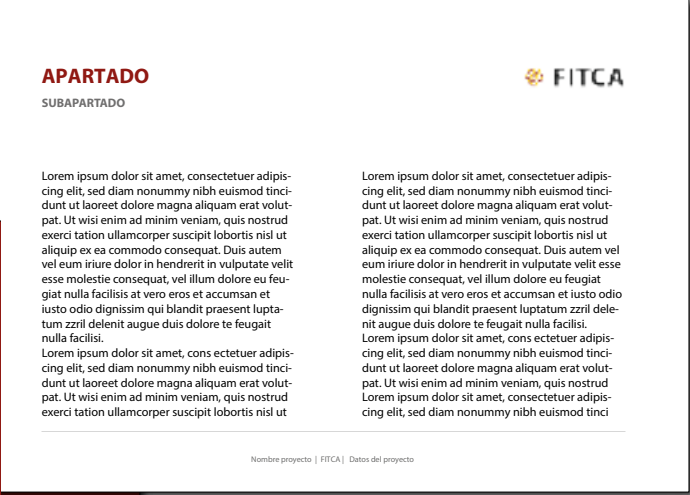 APARTADO
FITCA
SUBAPARTADO
Lorem ipsum dolor sit amet, consectetuer adipis-
cing elit, sed diam nonummy nibh euismod tinci-
dunt ut laoreet dolore magna aliquam erat volut-
pat. Ut wisi enim ad minim veniam, quis nostrud
exerci tation ullamcorper suscipit lobortis nisl ut
aliquip ex ea commodo consequat. Duis autem
vel eum iriure dolor in hendrerit in vulputate velit
esse molestie consequat, vel illum dolore eu feu-
giat nulla facilisis at vero eros et accumsan et
iusto odio dignissim qui blandit praesent lupta-
tum zzril delenit augue duis dolore te feugait
nulla facilisi.
Lorem ipsum dolor sit amet, cons ectetuer adipis-
cing elit, sed diam nonummy nibh euismod tinci-
dunt ut laoreet dolore magna aliquam erat volut-
pat. Ut wisi enim ad minim veniam, quis nostrud
exerci tation ullamcorper suscipit lobortis nisl ut
Lorem ipsum dolor sit amet, consectetuer adipis-
cing elit, sed diam nonummy nibh euismod tinci-
dunt ut laoreet dolore magna aliquam erat volut-
pat. Ut wisi enim ad minim veniam, quis nostrud
exerci tation ullamcorper suscipit lobortis nisl ut
aliquip ex ea commodo consequat. Duis autem vel
eum iriure dolor in hendrerit in vulputate velit esse
molestie consequat, vel illum dolore eu feugiat
nulla facilisis at vero eros et accumsan et iusto odio
dignissim qui blandit praesent luptatum zzril dele-
nit augue duis dolore te feugait nulla facilisi.
Lorem ipsum dolor sit amet, cons ectetuer adipis-
cing elit, sed diam nonummy nibh euismod tinci-
dunt ut laoreet dolore magna aliquam erat volut-
pat. Ut wisi enim ad minim veniam, quis nostrud
Lorem ipsum dolor sit amet, consectetuer adipis-
cing elit, sed diam nonummy nibh euismod tinci
Nombre proyecto | FITCA | Datos del proyecto